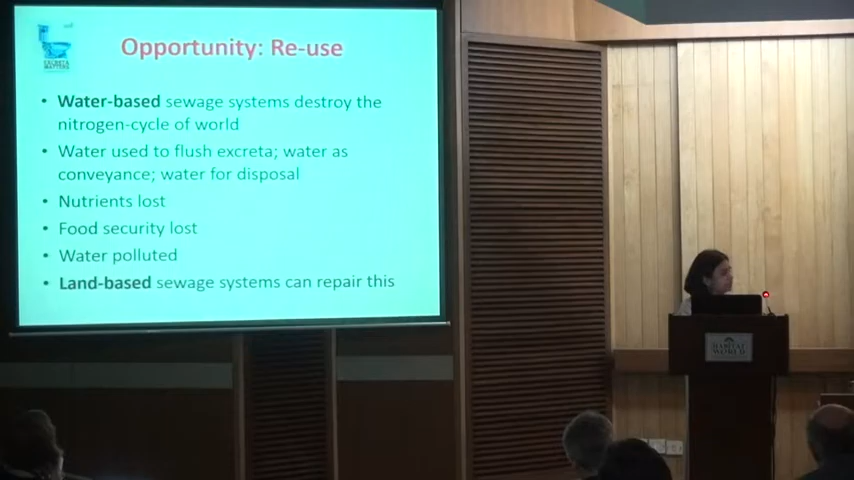 EXCRETA
MATTERS
Opportunity: Re-use
• Water-based sewage systems destroy the
nitrogen-cycle of world
• Water used to flush excreta; water as
conveyance; water for disposal
• Nutrients lost
• Food security lost
• Water polluted
• Land-based sewage systems can repair this
HABITAT
WORLD